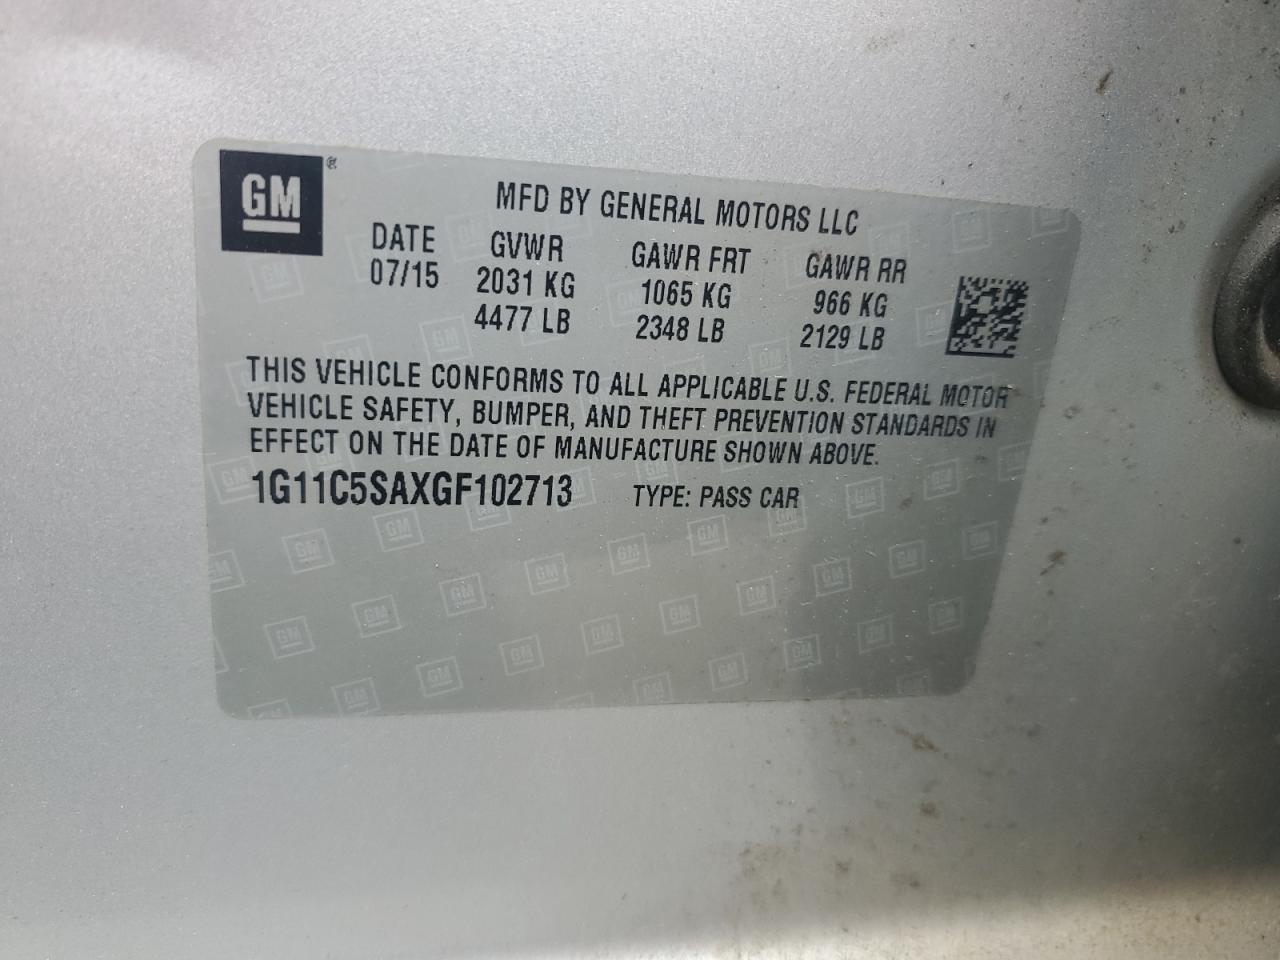 GM
MFD BY GENERAL MOTORS LLC
DATE GVWR GAWR FRT GAWR RR
07/15 2031 KG 1065 KG 966 KG
4477 LB 2348 LB 2129 LB
THIS VEHICLE CONFORMS TO ALL APPLICABLE U.S. FEDERAL MOTOR
VEHICLE SAFETY, BUMPER, AND THEFT PREVENTION STANDARDS IN
EFFECT ON THE DATE OF MANUFACTURE SHOWN ABOVE.
1G11C5SAXGF102713 TYPE: PASS CAR